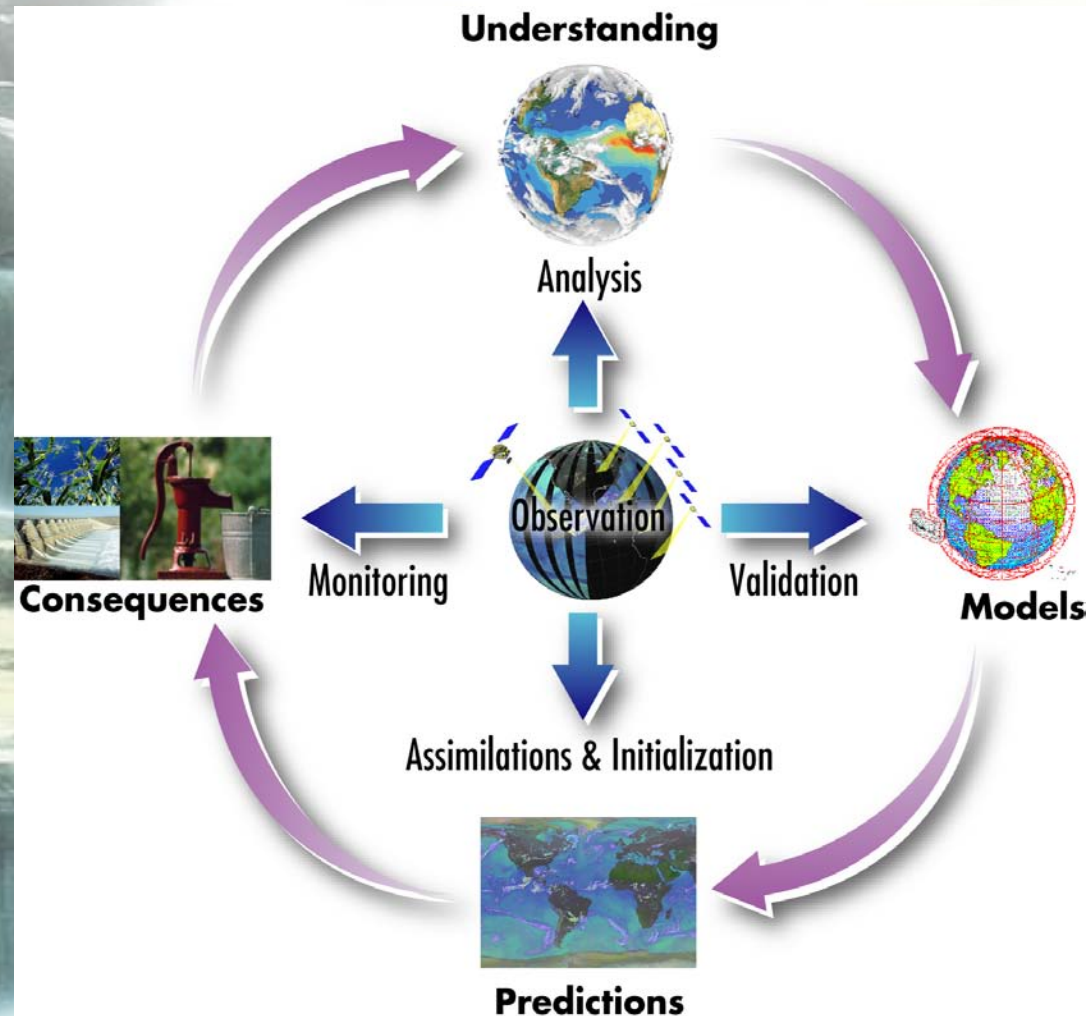 Understanding
Analysis
Observation
Monitoring
Validation
Consequences
Models
Assimilations & Initialization
Predictions